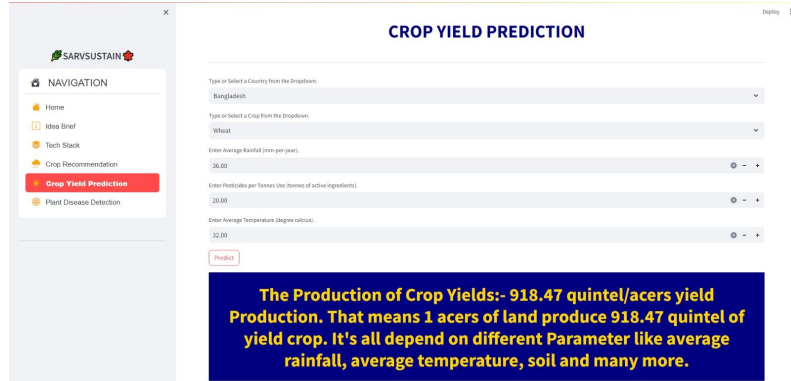 Deploy
CROP YIELD PREDICTION
SARVSUSTAIN
NAVIGATION
Home
Idea Brief
Tech Stack
Crop Recommendation
Crop Yield Prediction
Plant Disease Detection
Type or Select a Country from the Dropdown.
Bangladesh
Type or Select a Crop from the Dropdown.
Wheat
Enter Average Rainfall (mm-per-year).
36.00
Enter Pesticides per Tonnes Use (tonnes of active ingredients).
20.00
Enter Average Temperature (degree celcius).
32.00
Predict
The Production of Crop Yields:- 918.47 quintel/acers yield
Production. That means 1 acers of land produce 918.47 quintel of
yield crop. It's all depend on different Parameter like average
rainfall, average temperature, soil and many more.